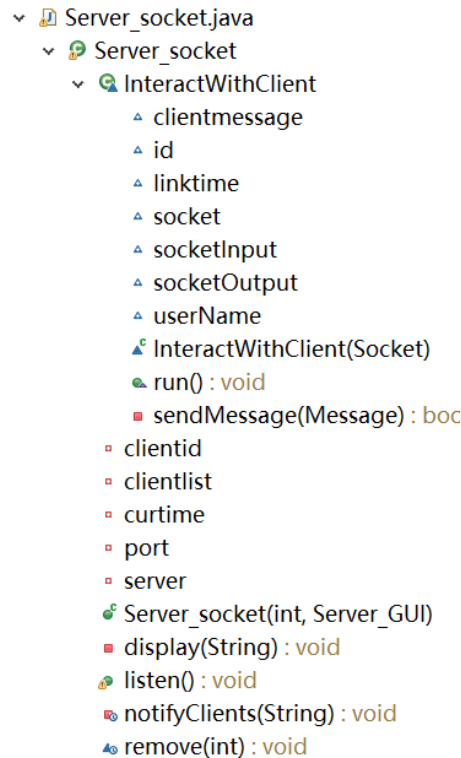 Server_socket.java
Server_socket
InteractWithClient
clientmessage
id
linktime
socket
socketInput
socketOutput
userName
InteractWithClient(Socket)
run() : void
sendMessage(Message) :
clientid
clientlist
curtime
port
server
Server_socket(int, Server_GUI)
display(String) : void
listen() : void
notifyClients(String) : void
remove(int) : void